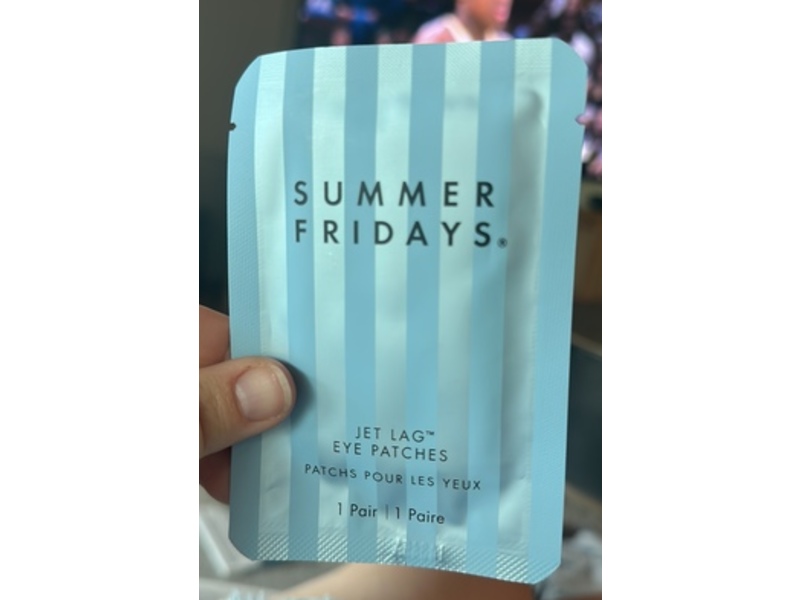 SUMMER
FRIDAYS®
JET LAG™
EYE PATCHES
PATCHS POUR LES YEUX
1 Pair | 1 Paire